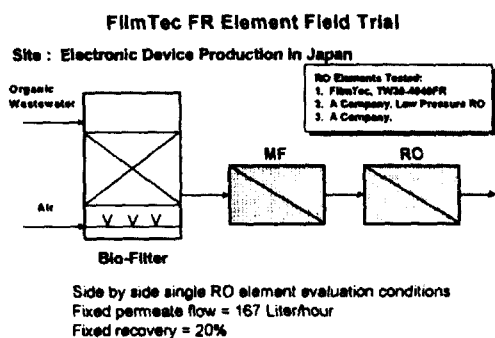 FilmTec FR Element Field Trial
Site : Electronic Device Production in Japan
Organic
Wastewater
RO Elements Tested:
1. FilmTec, TW30-4040FR
2. A Company, Low Pressure RO
3. A Company,
MF
RO
Air
Bio-Filter
Side by side single RO element evaluation conditions
Fixed permeate flow = 167 Liter/hour
Fixed recovery = 20%